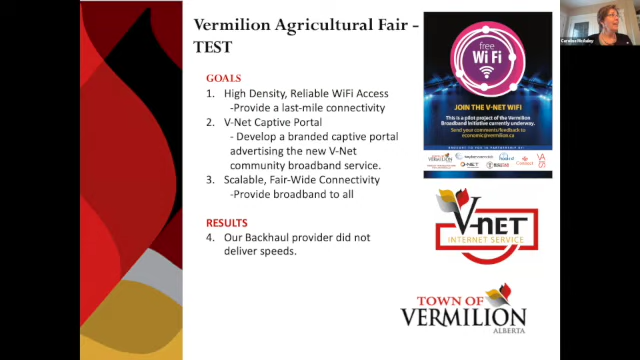 Vermilion Agricultural Fair -
TEST
GOALS
1. High Density, Reliable WiFi Access
-Provide a last-mile connectivity
2. V-Net Captive Portal
- Develop a branded captive portal
advertising the new V-Net
community broadband service.
3. Scalable, Fair-Wide Connectivity
-Provide broadband to all
RESULTS
4. Our Backhaul provider did not
deliver speeds.
free
WiFi
JOIN THE V-NET WIFI
This is a pilot project of the Vermilion
Broadband Initiative currently underway.
Send your comments/feedback to
economic@vermilion.ca
VERMILION
V-NET
V-NET
INTERNET SERVICE
TOWN OF
VERMILION
ALBERTA